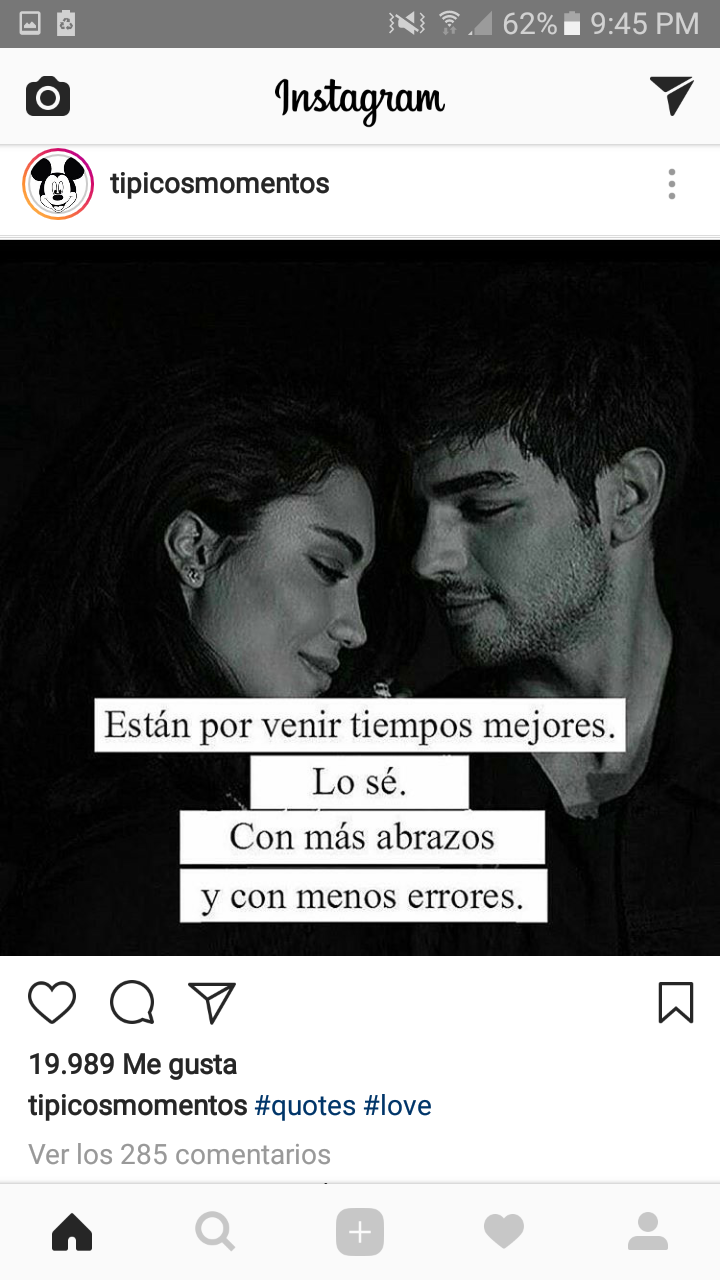 62% 9:45 PM
Instagram
tipicosmomentos
Están por venir tiempos mejores.
Lo sé.
Con más abrazos
y con menos errores.
19.989 Me gusta
tipicosmomentos #quotes #love
Ver los 285 comentarios